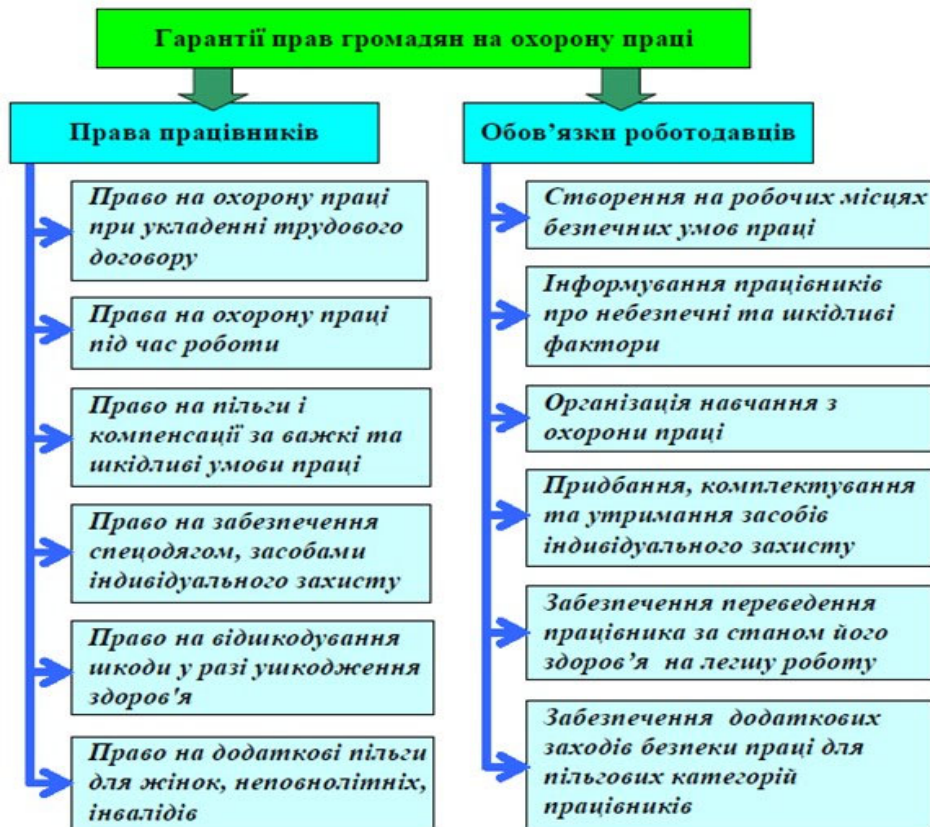 Гарантії прав громадян на охорону праці
Права працівників
Право на охорону праці
при укладенні трудового
договору
Права на охорону праці
під час роботи
Право на пільги і
компенсації за важкі та
шкідливі умови праці
Право на забезпечення
спецодягом, засобами
індивідуального захисту
Право на відшкодування
шкоди у разі ушкодження
здоров'я
Право на додаткові пільги
для жінок, неповнолітніх,
інвалідів
Обов’язки роботодавців
Створення на робочих місцях
безпечних умов праці
Інформування працівників
про небезпечні та шкідливі
фактори
Організація навчання з
охорони праці
Придбання, комплектування
та утримання засобів
індивідуального захисту
Забезпечення переведення
працівника за станом його
здоров’я на легшу роботу
Забезпечення додаткових
заходів безпеки праці для
пільгових категорій
працівників